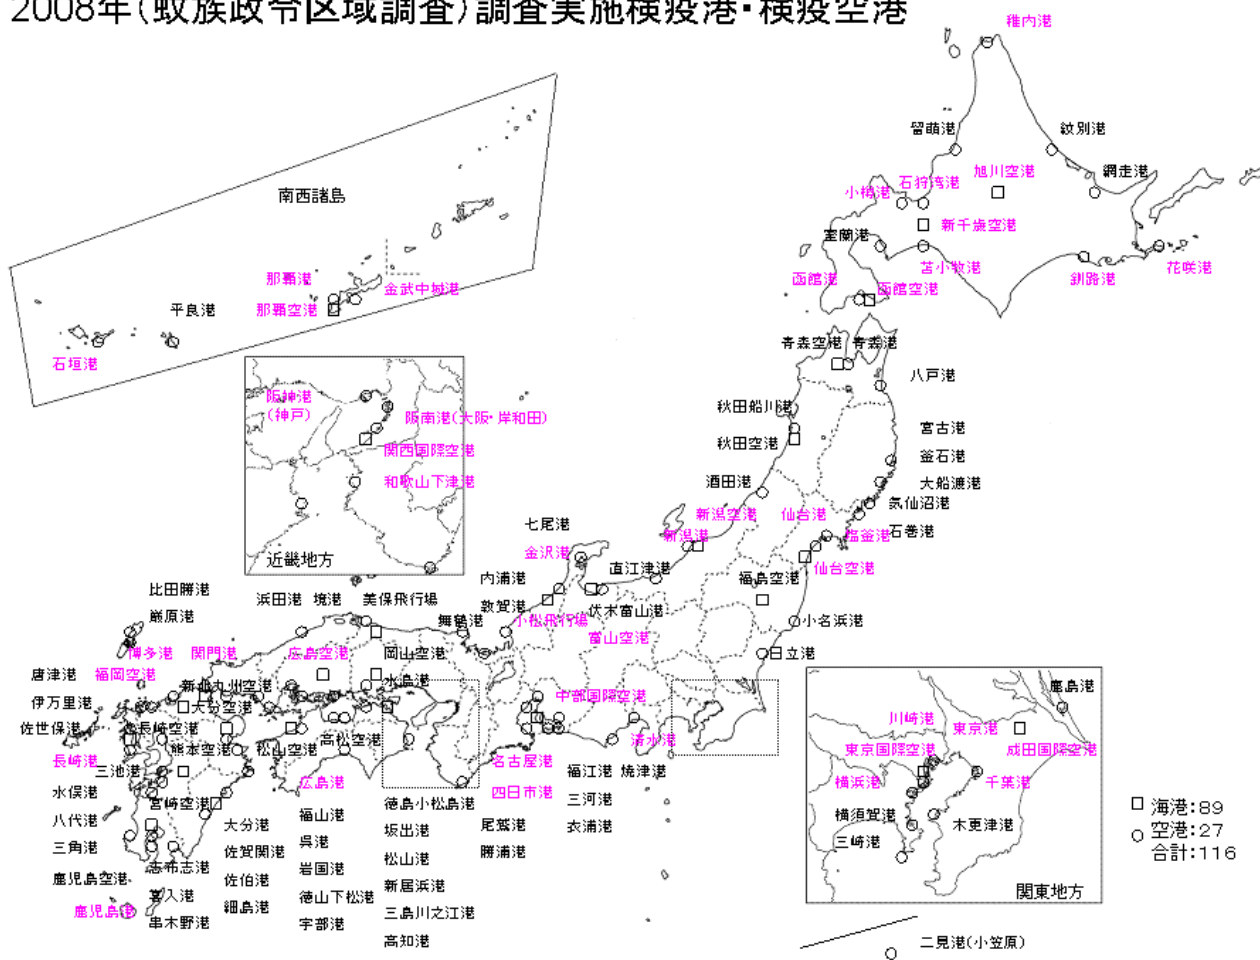 2008年(蚊族政令区域調査)調査実施検疫港・検疫空港
稚内港
留萌港
紋別港
石狩湾港
旭川空港
網走港
小樽港
新千歳空港
室蘭港
苫小牧港
釧路港
花咲港
函館港
函館空港
南西諸島
那覇港
金武中城港
平良港
那覇空港
石垣港
青森空港
青森港
八戸港
秋田船川港
宮古港
秋田空港
釜石港
酒田港
大船渡港
気仙沼港
新潟空港
仙台港
石巻港
塩釜港
新潟港
仙台空港
阪神港
(神戸)
阪南港(大阪・岸和田)
関西国際空港
和歌山下津港
近畿地方
七尾港
金沢港
直江津港
福島空港
内浦港
敦賀港
伏木富山港
小松飛行場
富山空港
小名浜港
日立港
比田勝港
厳原港
浜田港 境港 美保飛行場
舞鶴港
博多港
関門港
広島空港
岡山空港
唐津港
福岡空港
新北九州空港
水島港
伊万里港
大分空港
中部国際空港
佐世保港
長崎空港
熊本空港
松山空港
高松空港
清水港
長崎港
三池港
広島港
名古屋港
福江港 焼津港
水俣港
宮崎空港
四日市港
三河港
八代港
大分港
福山港
徳島小松島港
尾鷲港
衣浦港
三角港
佐賀関港
呉港
坂出港
勝浦港
鹿児島空港
志布志港
佐伯港
岩国港
松山港
喜入港
細島港
徳山下松港
新居浜港
鹿児島港
串木野港
宇部港
三島川之江港
高知港
鹿島港
川崎港
東京港
東京国際空港
成田国際空港
横浜港
千葉港
横須賀港
木更津港
三崎港
関東地方
海港:89
空港:27
合計:116
二見港(小笠原)